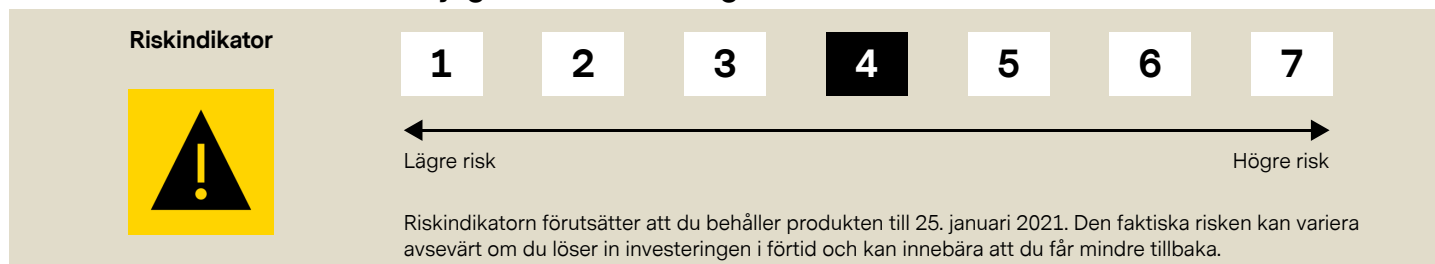 Riskindikator
1 2 3 4 5 6 7
Lägre risk Högre risk
Riskindikatorn förutsätter att du behåller produkten till 25. januari 2021. Den faktiska risken kan variera
avsevärt om du löser in investeringen i förtid och kan innebära att du får mindre tillbaka.